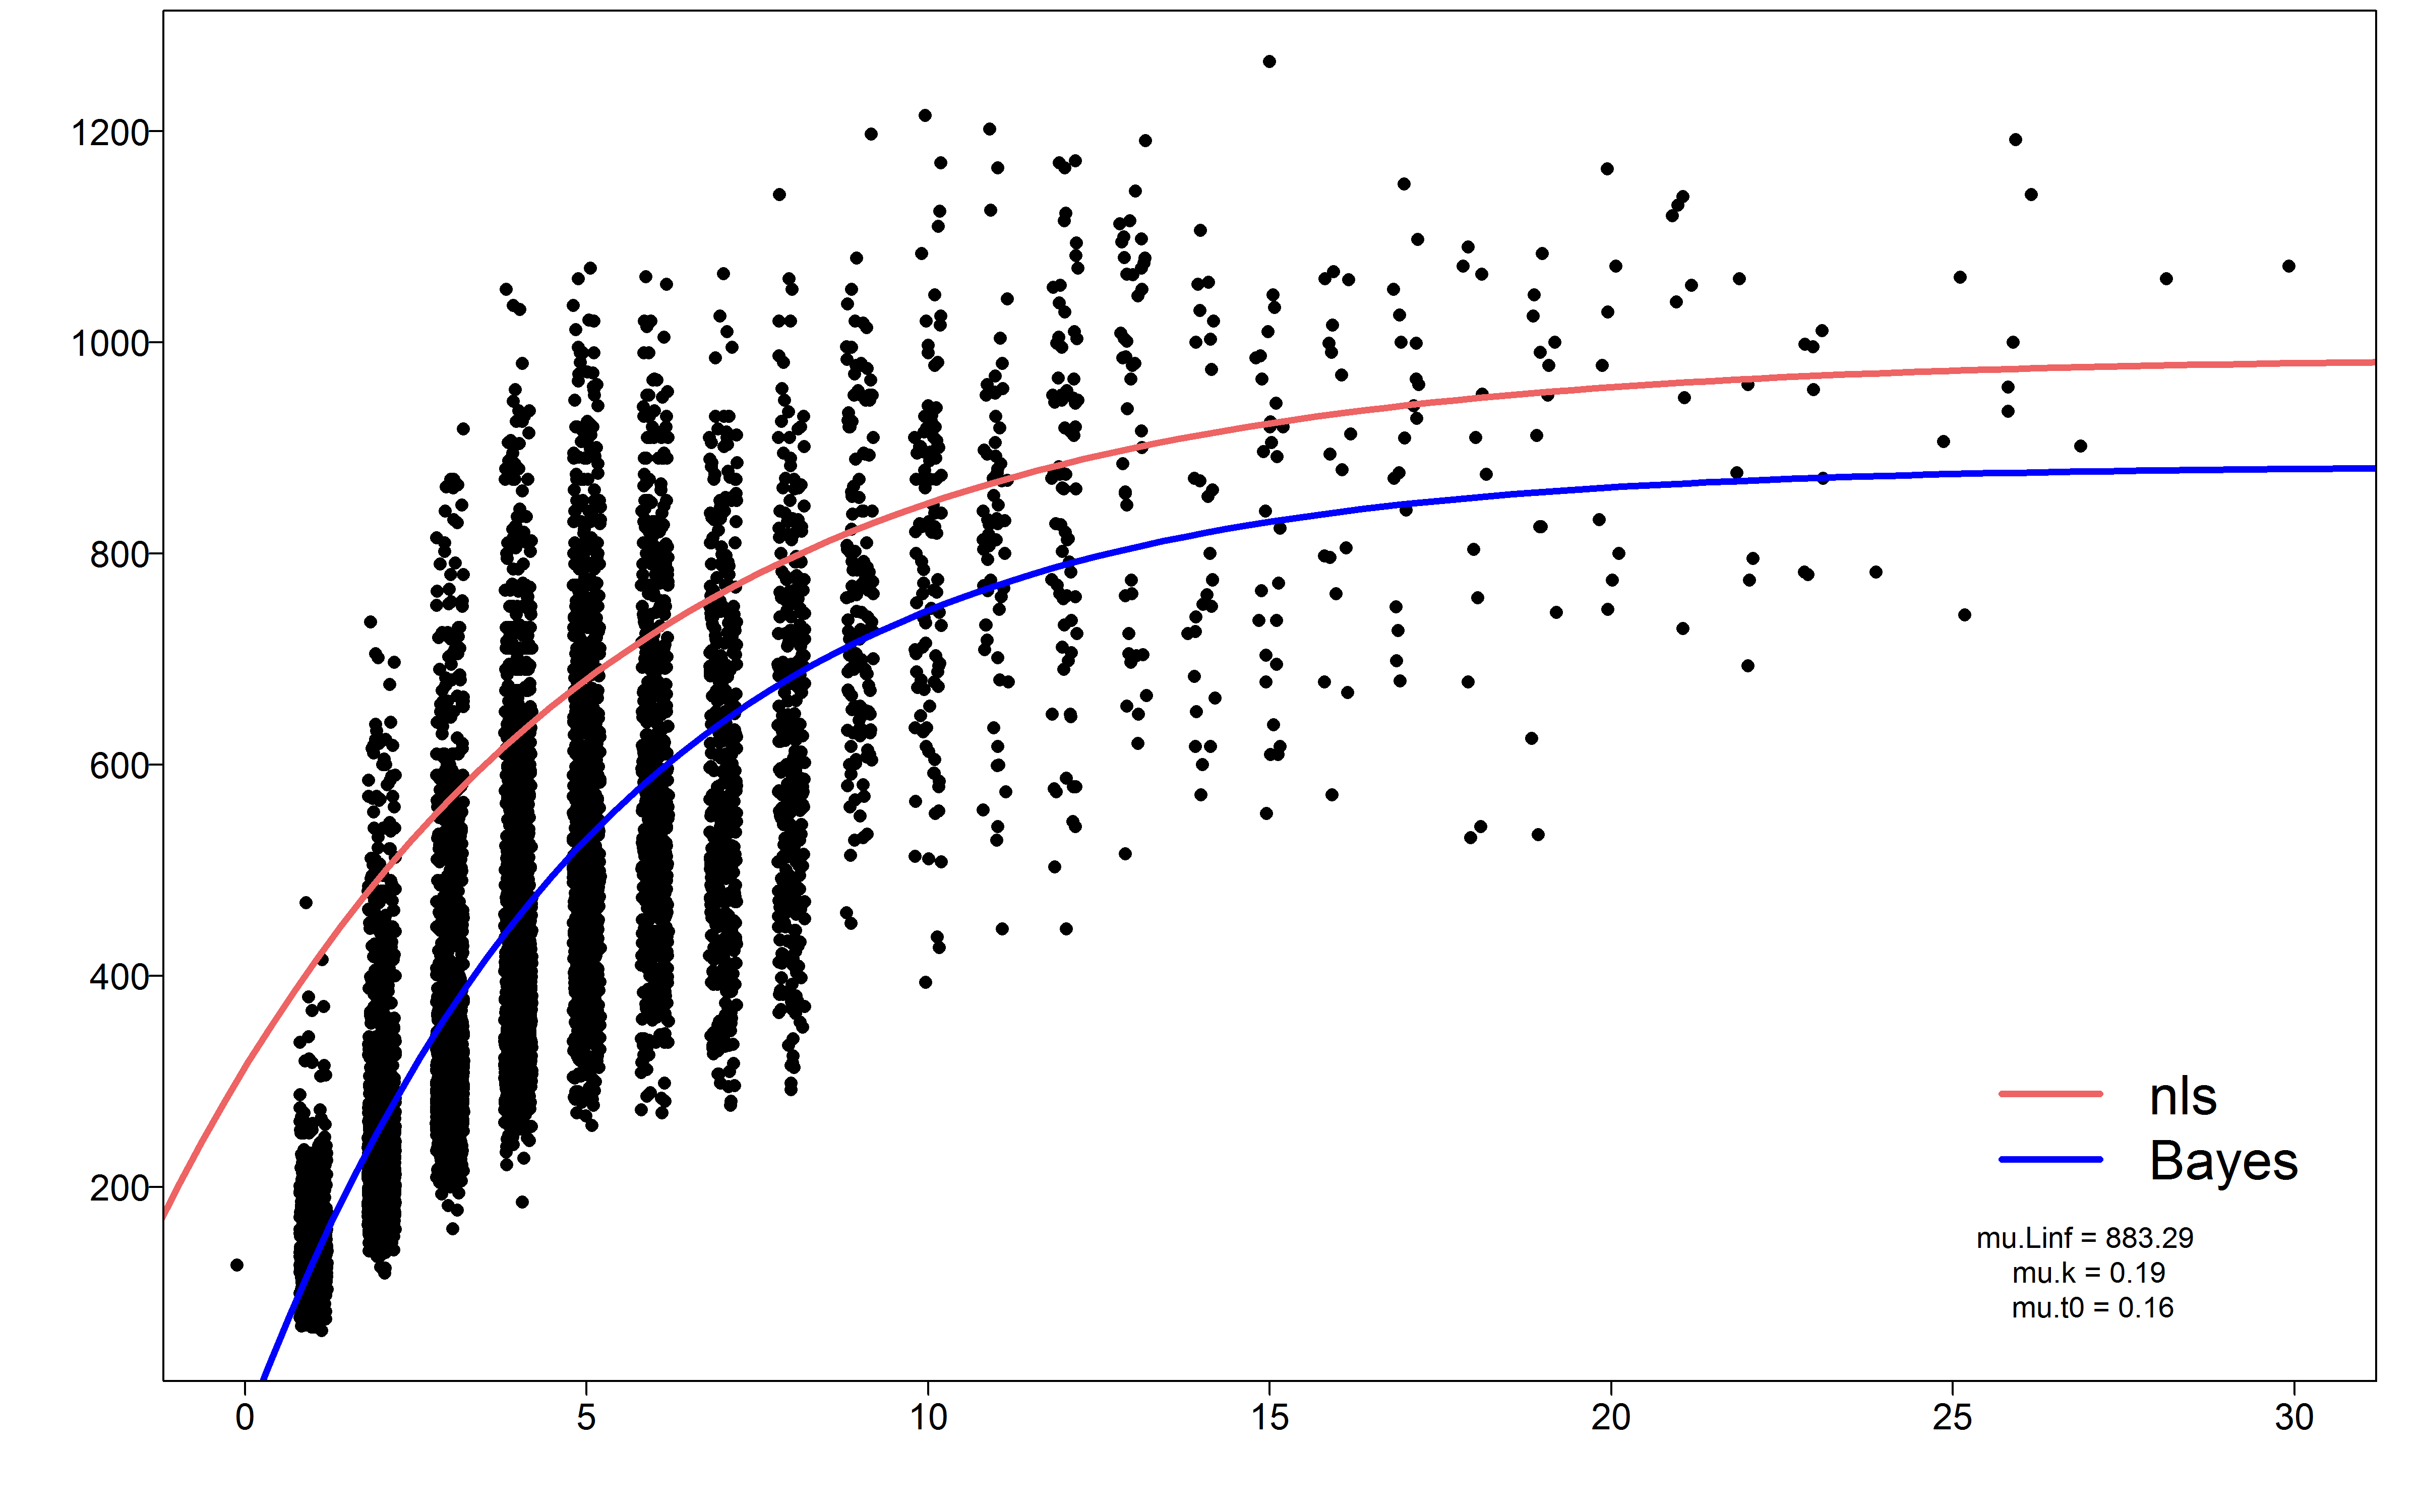 1200
1000
800
600
400
200
0 5 10 15 20 25 30
nls
Bayes
mu.Linf = 883.29
mu.k = 0.19
mu.t0 = 0.16